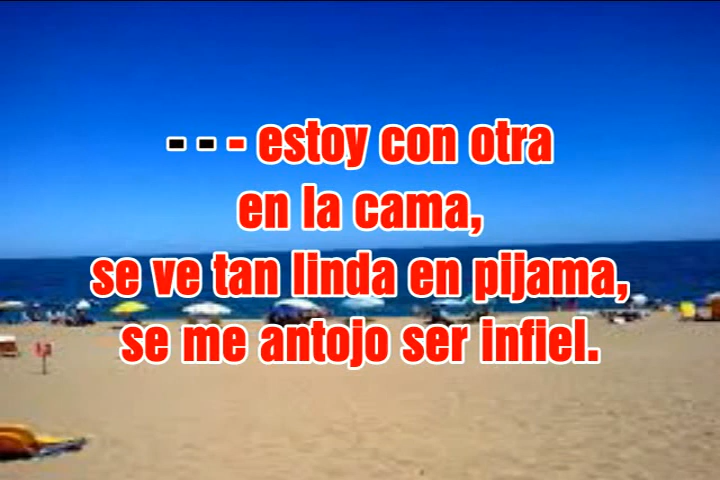 - - - estoy con otra
en la cama,
se ve tan linda en pijama,
se me antojo ser infiel.